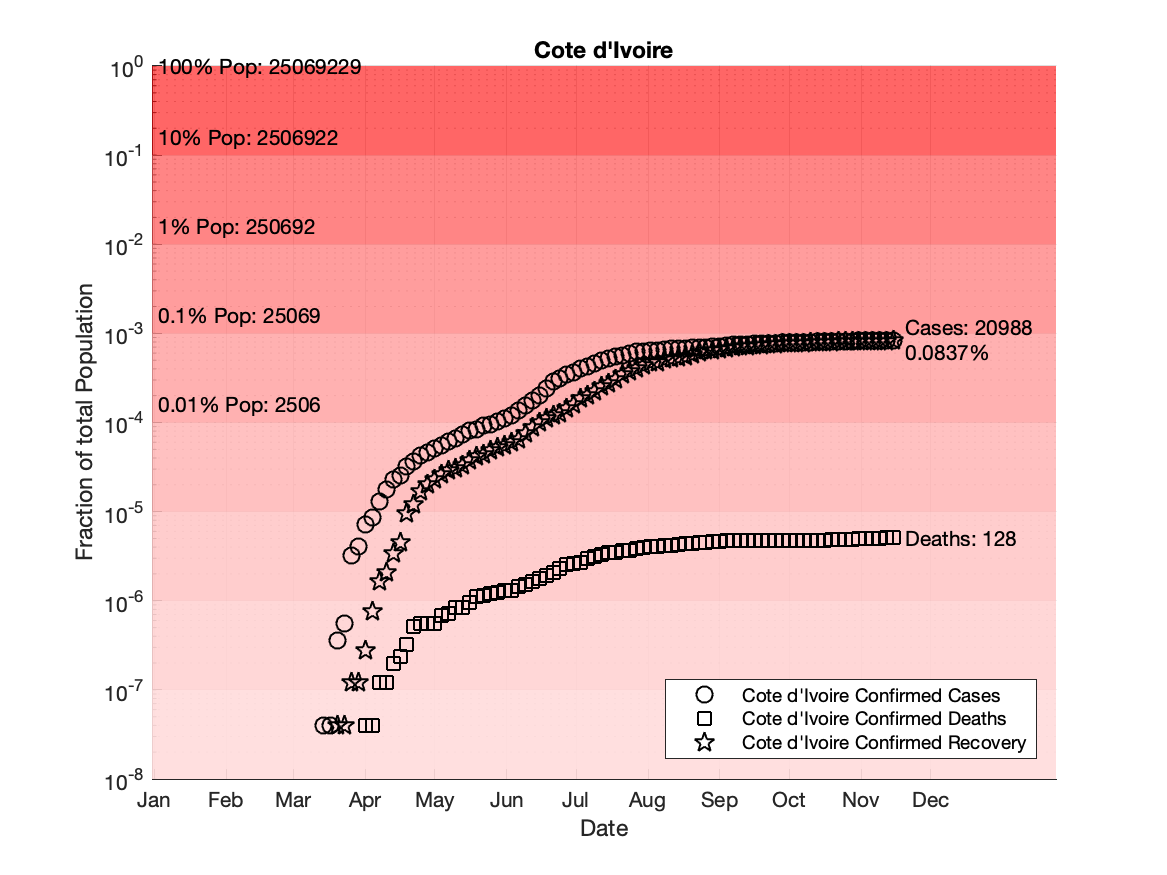 Cote d'Ivoire
10^0
100% Pop: 25069229
10% Pop: 2506922
10^-1
1% Pop: 250692
10^-2
0.1% Pop: 25069
10^-3
Cases: 20988
0.0837%
0.01% Pop: 2506
10^-4
10^-5
Deaths: 128
10^-6
10^-7
10^-8
Fraction of total Population
Cote d'Ivoire Confirmed Cases
Cote d'Ivoire Confirmed Deaths
Cote d'Ivoire Confirmed Recovery
Jan Feb Mar Apr May Jun Jul Aug Sep Oct Nov Dec
Date